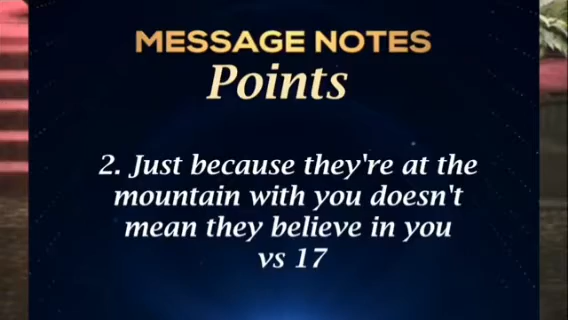 MESSAGE NOTES
Points
2. Just because they're at the
mountain with you doesn't
mean they believe in you
vs 17